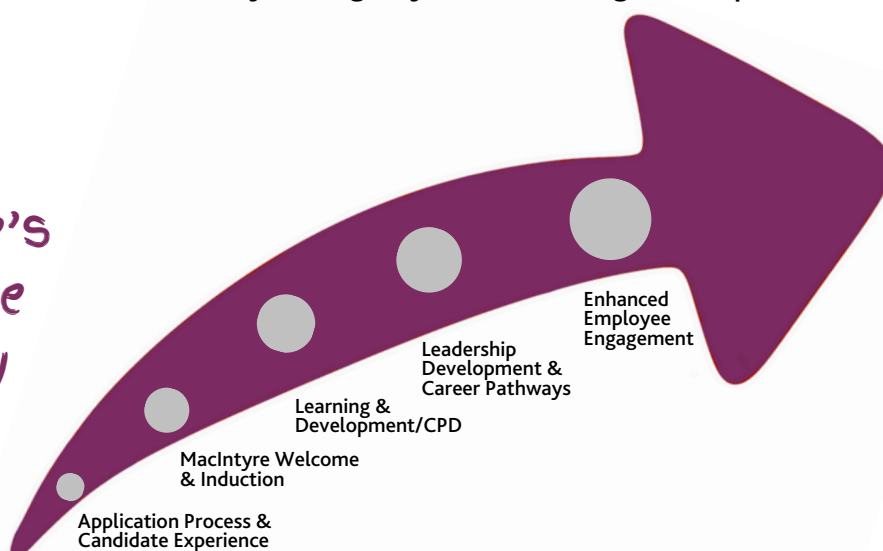 's
e
Enhanced
Employee
Engagement
Leadership
Development &
Career Pathways
Learning &
Development/CPD
MacIntyre Welcome
& Induction
Application Process &
Candidate Experience